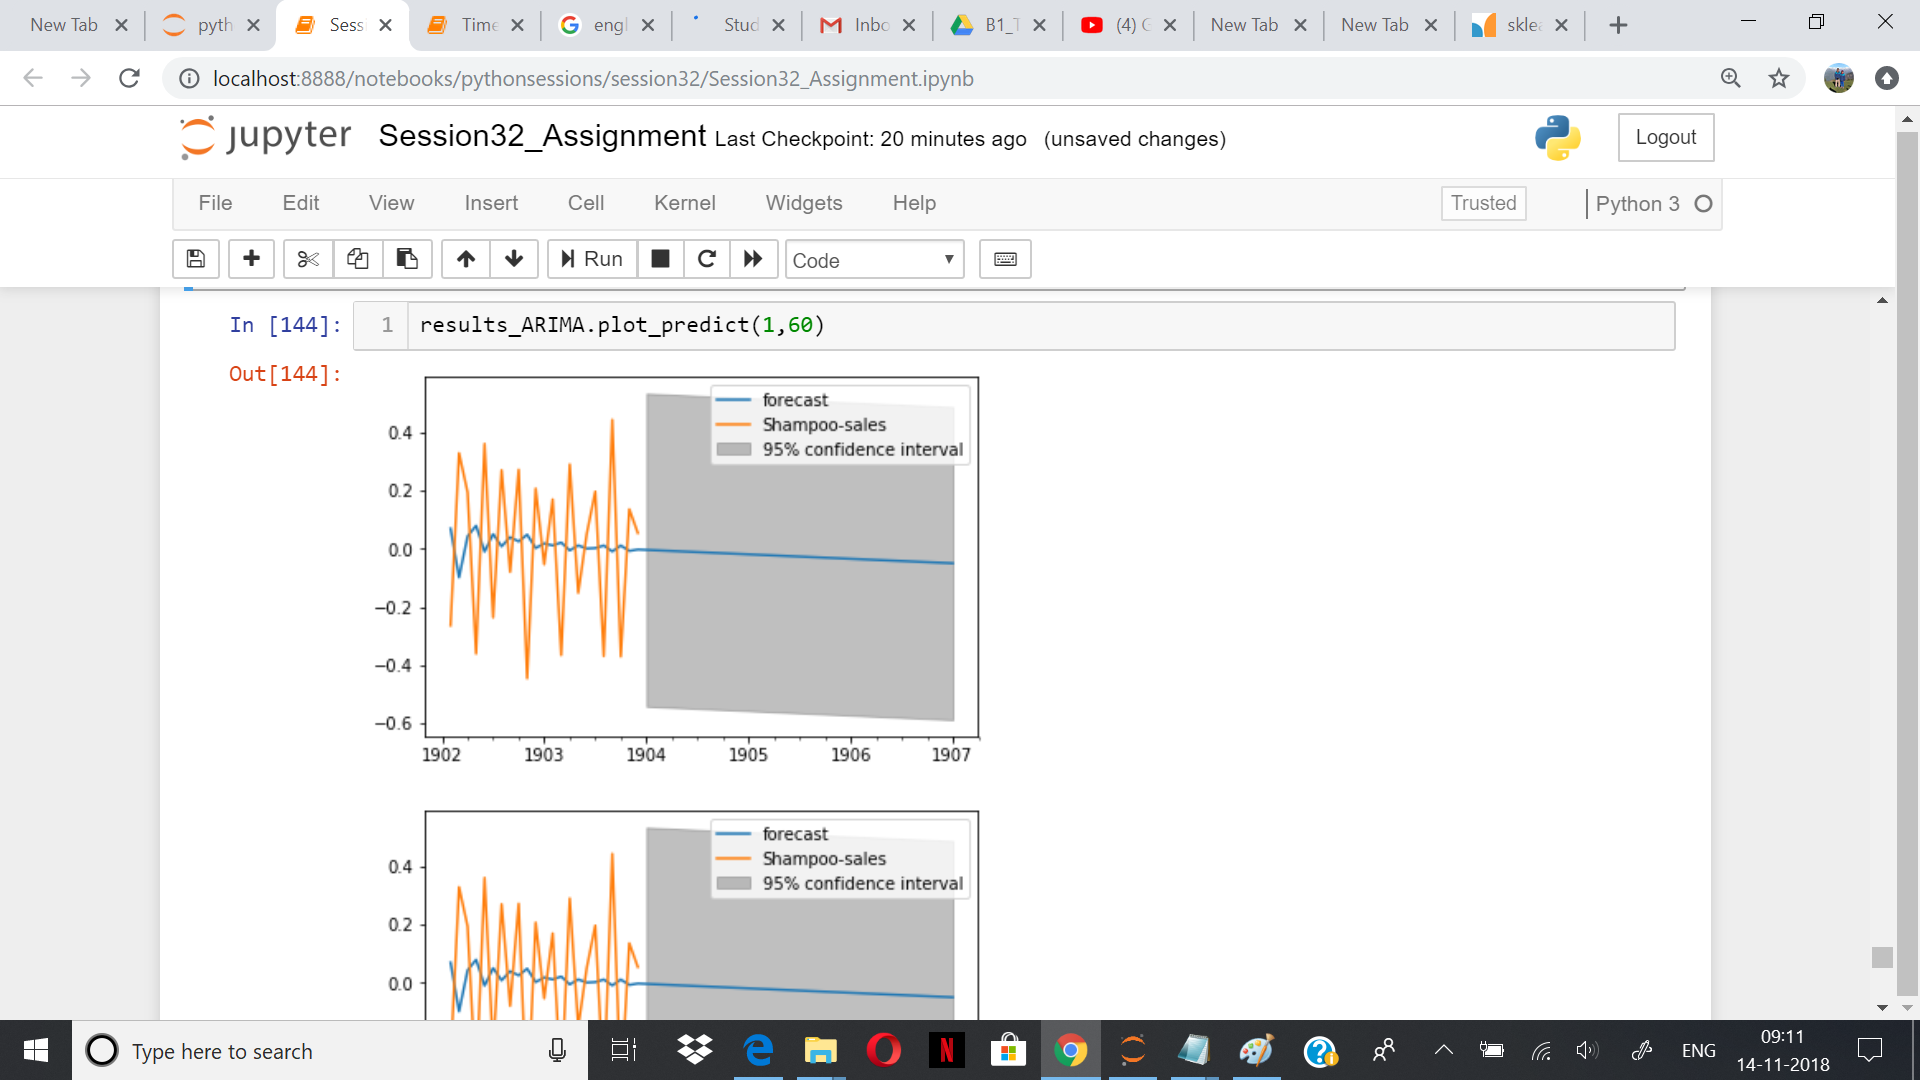 New Tab pyth Sess Time engl Stud Inbo B1_T (4) G New Tab New Tab sklea
localhost:8888/notebooks/pythonsessions/session32/Session32_Assignment.ipynb
jupyter Session32_Assignment Last Checkpoint: 20 minutes ago (unsaved changes) Logout
File Edit View Insert Cell Kernel Widgets Help Trusted Python 3
Run Code
In [144]: 1 results_ARIMA.plot_predict(1,60)
Out[144]:
forecast
Shampoo-sales
95% confidence interval
0.4
0.2
0.0
−0.2
−0.4
−0.6
1902 1903 1904 1905 1906 1907
forecast
Shampoo-sales
95% confidence interval
0.4
0.2
0.0
Type here to search
ENG
09:11
14-11-2018